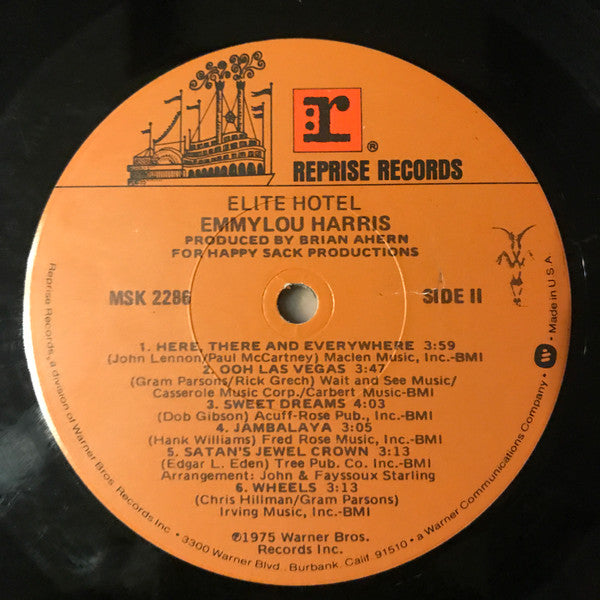 r
®
REPRISE RECORDS
ELITE HOTEL
EMMYLOU HARRIS
PRODUCED BY BRIAN AHERN
FOR HAPPY SACK PRODUCTIONS
MSK 2286
SIDE II
1. HERE, THERE AND EVERYWHERE 3:59
(John Lennon/Paul McCartney) Maclen Music, Inc.-BMI
2. OOH LAS VEGAS 3:47
(Gram Parsons/Rick Grech) Wait and See Music/
Casserole Music Corp./Carbert Music-BMI
3. SWEET DREAMS 4:03
(Dob Gibson) Acuff-Rose Pub., Inc.-BMI
4. JAMBALAYA 3:05
(Hank Williams) Fred Rose Music, Inc.-BMI
5. SATAN'S JEWEL CROWN 3:13
(Edgar L. Eden) Tree Pub. Co. Inc.-BMI
Arrangement: John & Fayssoux Starling
6. WHEELS 3:13
(Chris Hillman/Gram Parsons)
Irving Music, Inc.-BMI
℗1975 Warner Bros.
Records Inc.
Reprise Records, a division of Warner Bros. Records Inc. • 3300 Warner Blvd., Burbank, Calif. 91510 • a Warner Communications Company • Made in U.S.A.